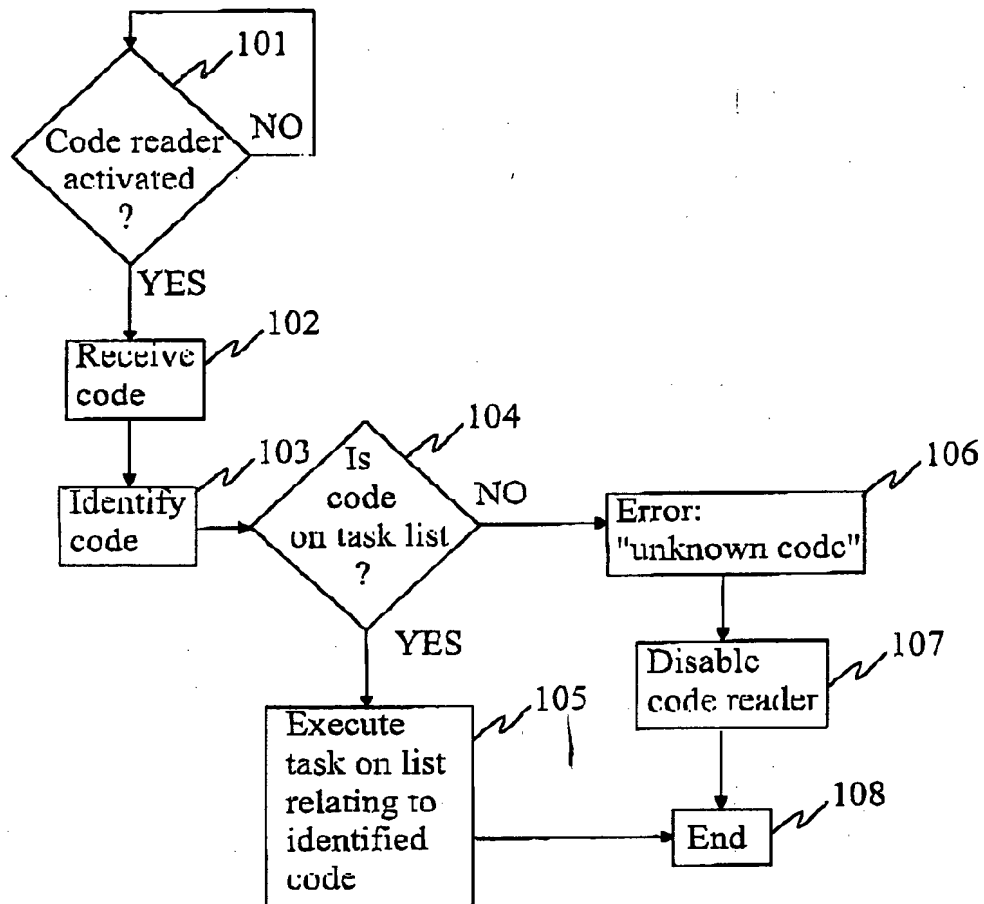 101
Code reader
activated
?
NO
YES
102
Receive
code
103
Identify
code
104
Is
code
on task list
?
NO
YES
106
Error:
"unknown code"
107
Disable
code reader
105
Execute
task on list
relating to
identified
code
108
End